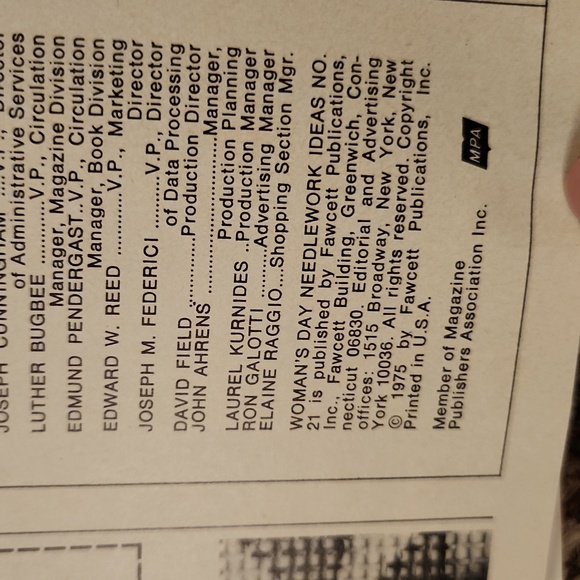 of Administrative Services
LUTHER BUGBEE .........V.P., Circulation
Manager, Magazine Division
EDMUND PENDERGAST..V.P., Circulation
Manager, Book Division
EDWARD W. REED ............V.P., Marketing
Director
JOSEPH M. FEDERICI ..........V.P., Director
of Data Processing
DAVID FIELD ..............Production Director
JOHN AHRENS ..........................Manager,
Production Planning
LAUREL KURNIDES ..Production Manager
RON GALOTTI ..........Advertising Manager
ELAINE RAGGIO...Shopping Section Mgr.
WOMAN'S DAY NEEDLEWORK IDEAS NO.
21 is published by Fawcett Publications,
Inc., Fawcett Building, Greenwich, Con-
necticut 06830. Editorial and Advertising
offices: 1515 Broadway, New York, New
York 10036. All rights reserved. Copyright
© 1975 by Fawcett Publications, Inc.
Printed in U.S.A.
Member of Magazine
Publishers Association Inc.
MPA